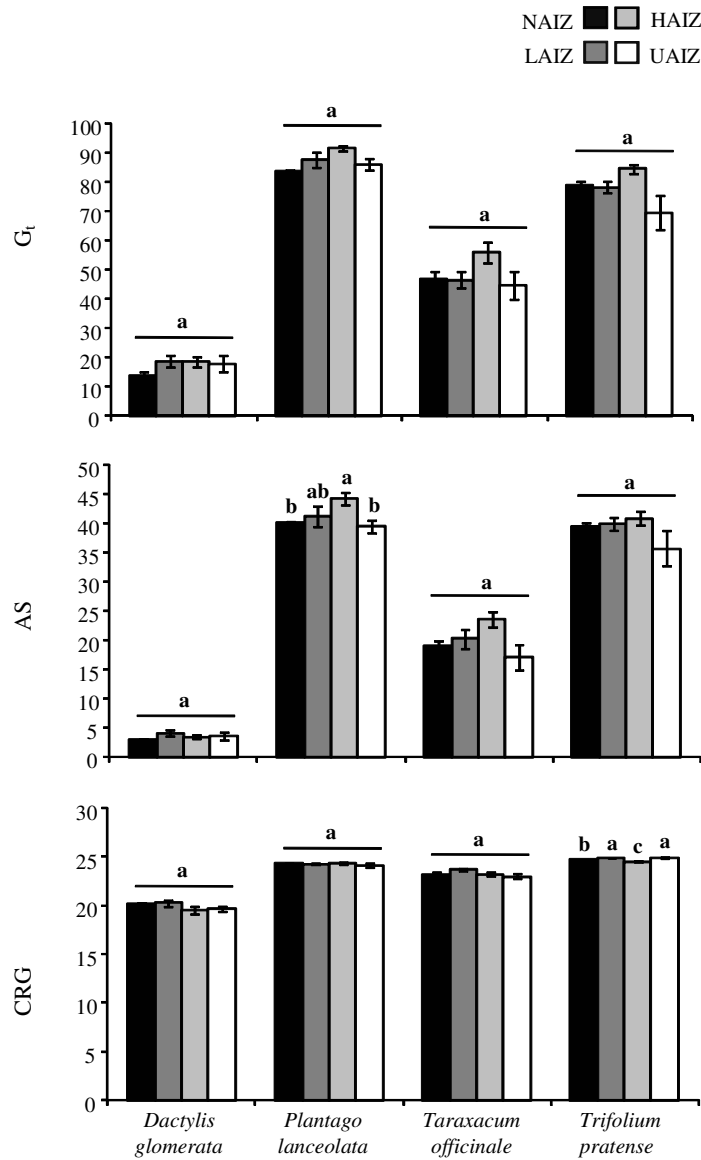 NAIZ HAIZ
LAIZ UAIZ
G_t
100
90
80
70
60
50
40
30
20
10
0
a
a
a
a
AS
50
45
40
35
30
25
20
15
10
5
0
a
b ab a b
a
a
CRG
30
25
20
15
10
5
0
a
a
a
b a c a
Dactylis
glomerata
Plantago
lanceolata
Taraxacum
officinale
Trifolium
pratense